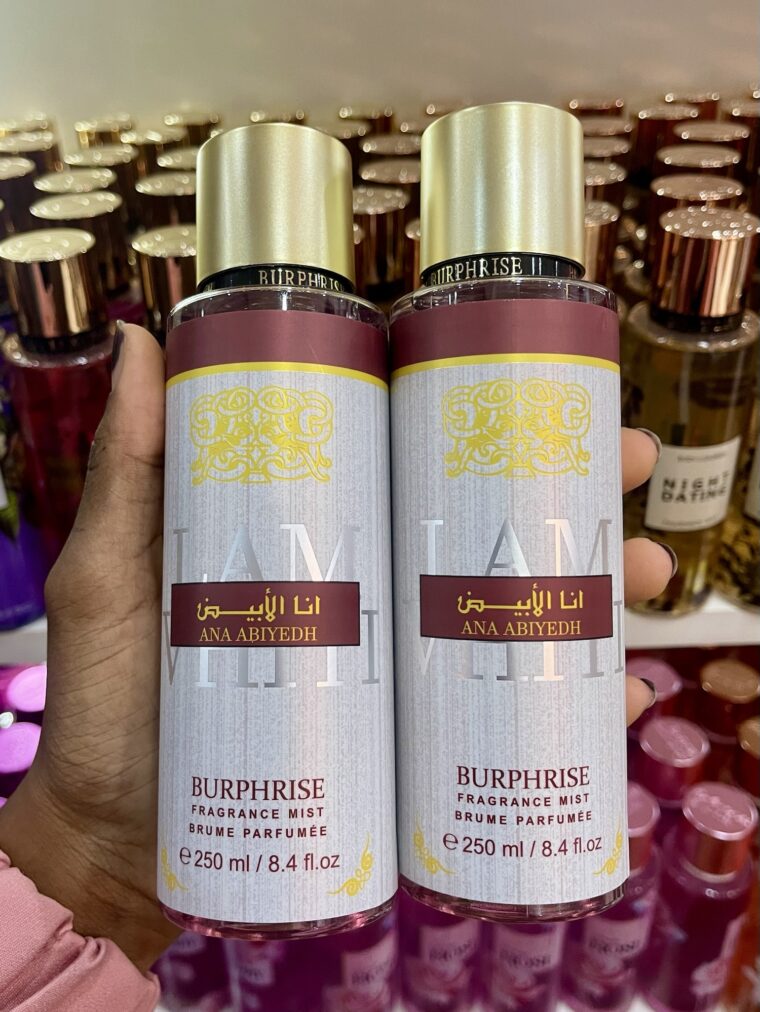 BURPHRISE
I AM
انا الأبيض
ANA ABIYEDH
WHITE
BURPHRISE
FRAGRANCE MIST
BRUME PARFUMÉE
e 250 ml / 8.4 fl.oz
BURPHRISE
I AM
انا الأبيض
ANA ABIYEDH
WHITE
BURPHRISE
FRAGRANCE MIST
BRUME PARFUMÉE
e 250 ml / 8.4 fl.oz
NIGHT
DATING